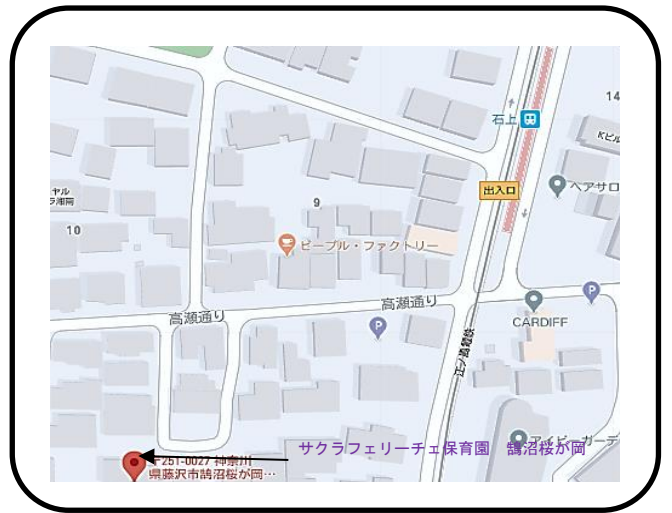 14
石上
Kビル
出入口
ヘアサロ
ヤル
ラ湘南
9
10
ピープル・ファクトリー
高瀬通り
高瀬通り
P
P
CARDIFF
江ノ島電鉄
サクラフェリーチェ保育園 鵠沼桜が岡
アイビーガーデ
〒251-0027 神奈川
県藤沢市鵠沼桜が岡…